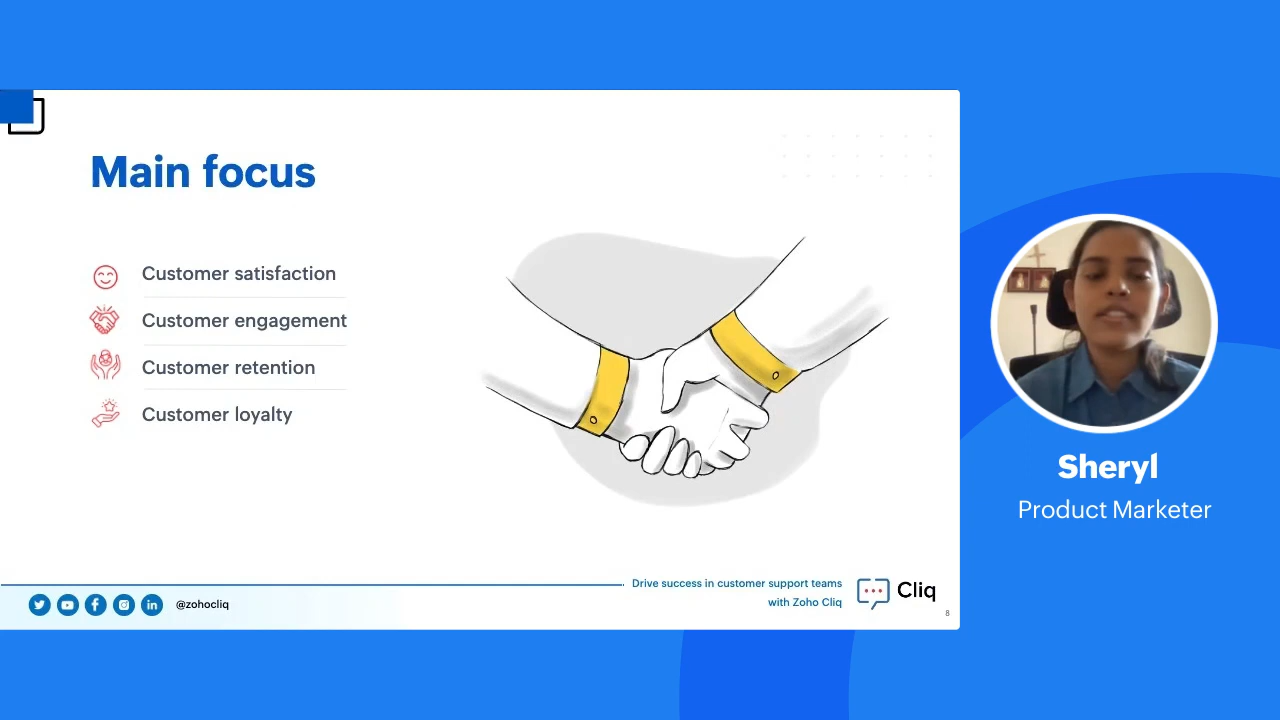 Main focus
Customer satisfaction
Customer engagement
Customer retention
Customer loyalty
Drive success in customer support teams
with Zoho Cliq
Cliq
8
@zohocliq
Sheryl
Product Marketer